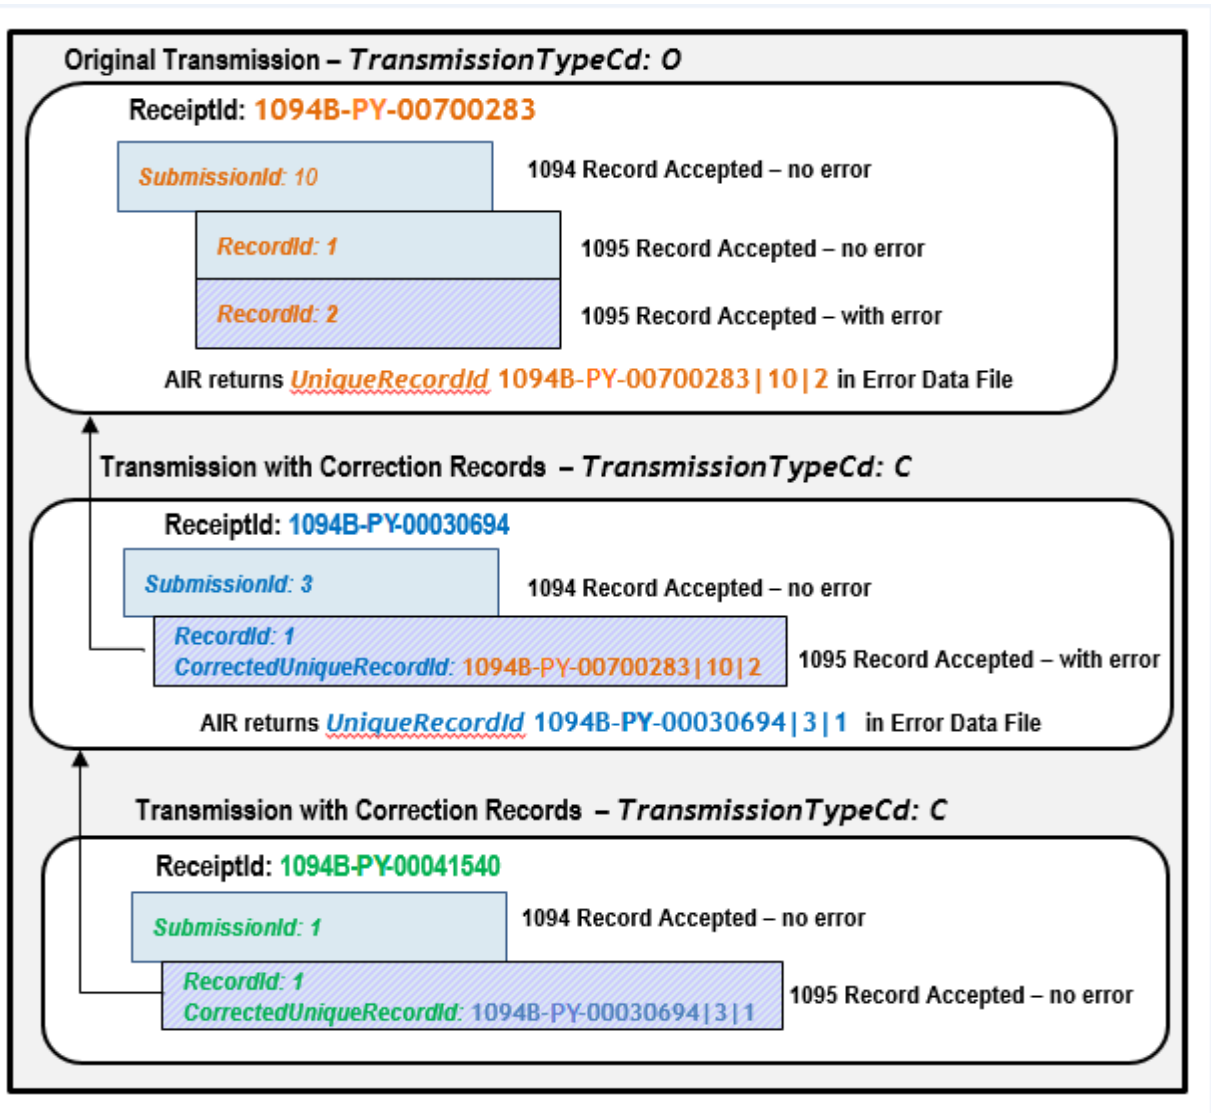 Original Transmission – TransmissionTypeCd: O
ReceiptId: 1094B-PY-00700283
SubmissionId: 10
1094 Record Accepted – no error
RecordId: 1
1095 Record Accepted – no error
RecordId: 2
1095 Record Accepted – with error
AIR returns UniqueRecordId 1094B-PY-00700283|10|2 in Error Data File
Transmission with Correction Records – TransmissionTypeCd: C
ReceiptId: 1094B-PY-00030694
SubmissionId: 3
1094 Record Accepted – no error
RecordId: 1
CorrectedUniqueRecordId: 1094B-PY-00700283|10|2
1095 Record Accepted – with error
AIR returns UniqueRecordId 1094B-PY-00030694|3|1 in Error Data File
Transmission with Correction Records – TransmissionTypeCd: C
ReceiptId: 1094B-PY-00041540
SubmissionId: 1
1094 Record Accepted – no error
RecordId: 1
CorrectedUniqueRecordId: 1094B-PY-00030694|3|1
1095 Record Accepted – no error